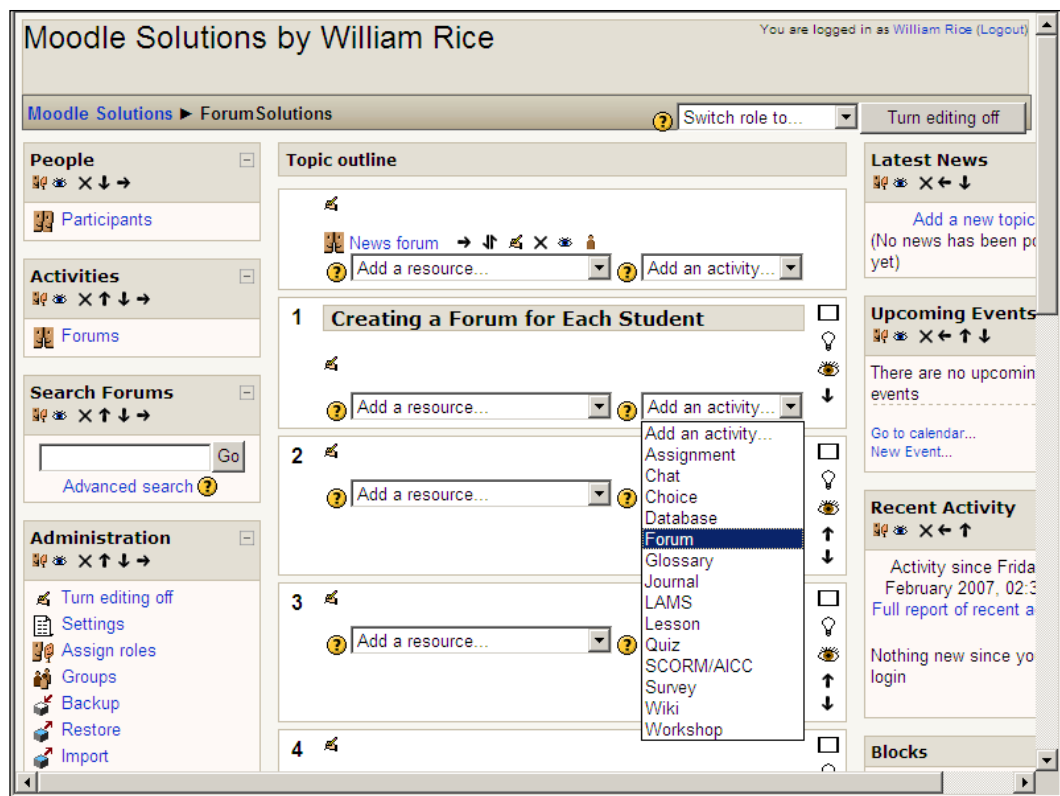 Moodle Solutions by William Rice
You are logged in as William Rice (Logout)
Moodle Solutions ► ForumSolutions
Switch role to...
Turn editing off
People
Participants
Activities
Forums
Search Forums
Go
Advanced search
Administration
Turn editing off
Settings
Assign roles
Groups
Backup
Restore
Import
Topic outline
News forum
Add a resource...
Add an activity...
1
Creating a Forum for Each Student
Add a resource...
Add an activity...
Add an activity...
Assignment
Chat
Choice
Database
Forum
Glossary
Journal
LAMS
Lesson
Quiz
SCORM/AICC
Survey
Wiki
Workshop
2
Add a resource...
3
Add a resource...
4
Latest News
Add a new topic
(No news has been po
yet)
Upcoming Events
There are no upcomin
events
Go to calendar...
New Event...
Recent Activity
Activity since Frida
February 2007, 02:3
Full report of recent a
Nothing new since yo
login
Blocks